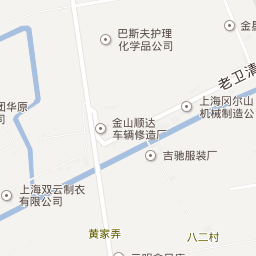 巴斯夫护理
化学品公司
金星
老卫清
团华原
司
上海冈尔山
机械制造公
金山顺达
车辆修造厂
吉驰服装厂
上海双云制衣
有限公司
黄家弄
八二村